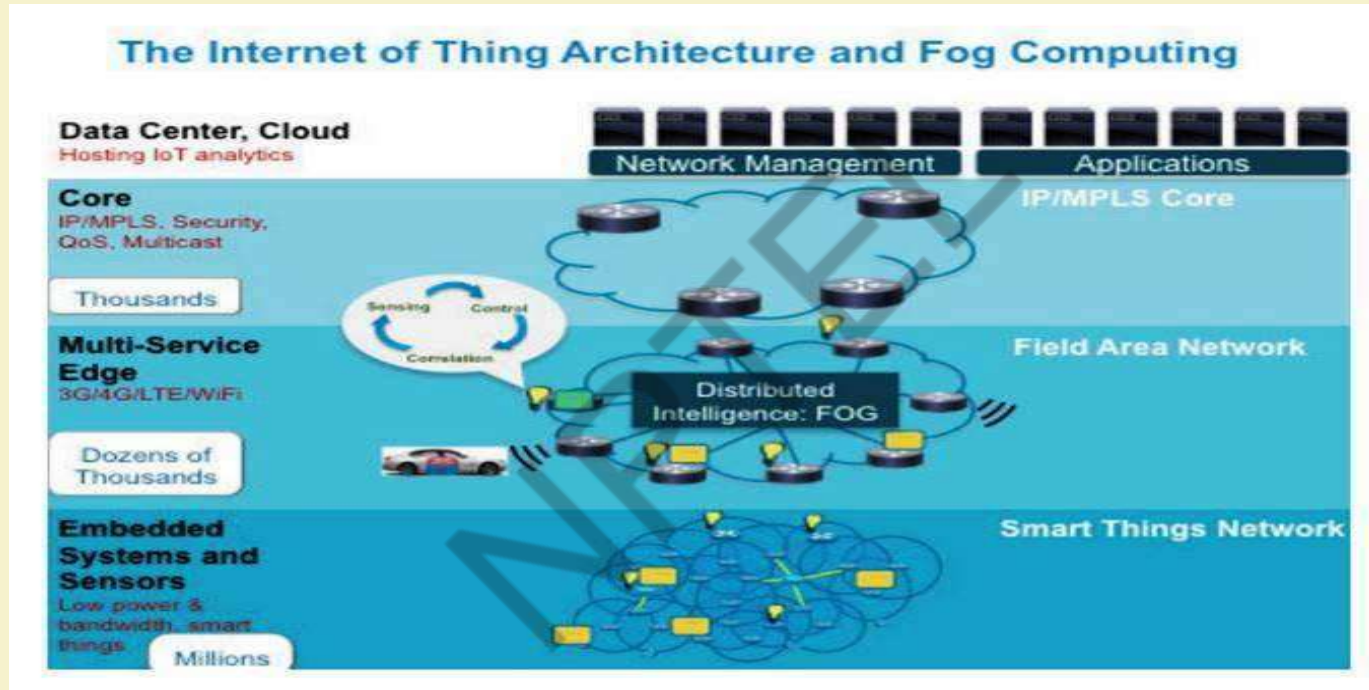 The Internet of Thing Architecture and Fog Computing
Data Center, Cloud
Hosting IoT analytics
Network Management
Applications
Core
IP/MPLS, Security,
QoS, Multicast
IP/MPLS Core
Thousands
Sensing
Control
Correlation
Multi-Service
Edge
3G/4G/LTE/WiFi
Field Area Network
Distributed
Intelligence: FOG
Dozens of
Thousands
Embedded
Systems and
Sensors
Low power &
bandwidth, smart
things
Smart Things Network
Millions
NPTEL